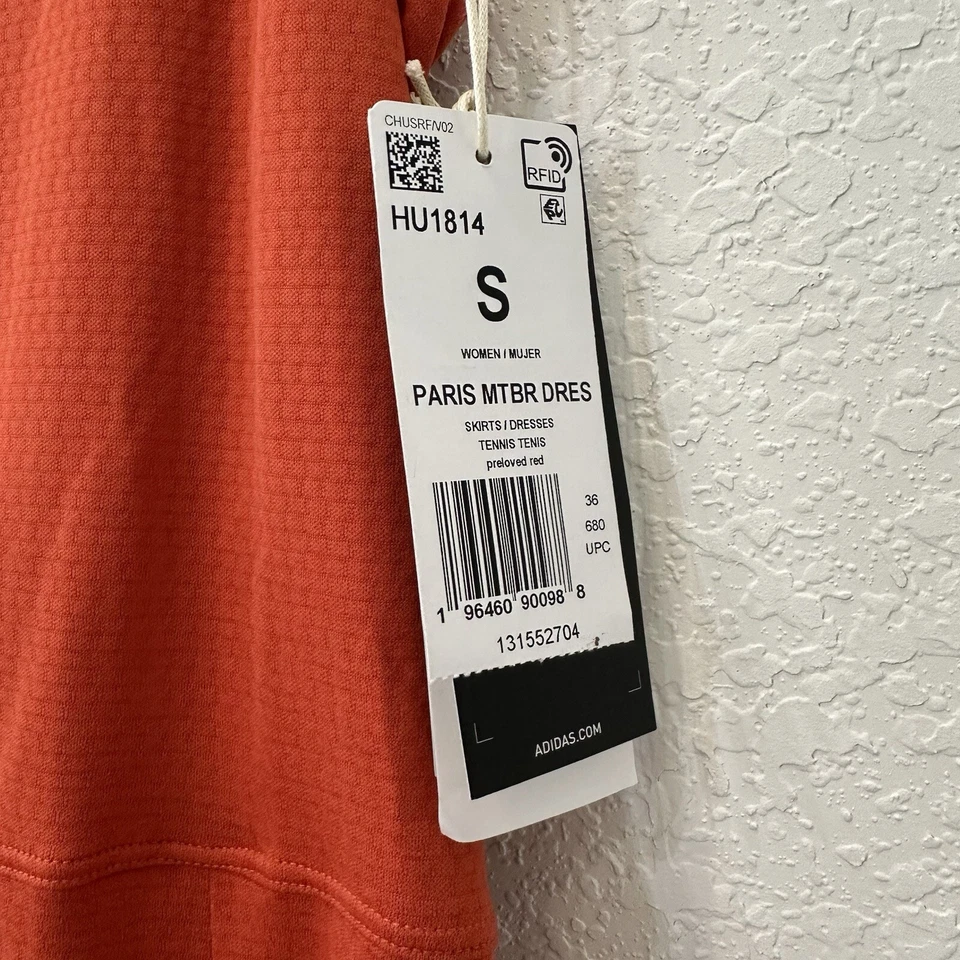 CHUSRF/V02
RFID
HU1814
S
WOMEN / MUJER
PARIS MTBR DRES
SKIRTS / DRESSES
TENNIS TENIS
preloved red
36
680
UPC
1 96460 90098 8
131552704
ADIDAS.COM